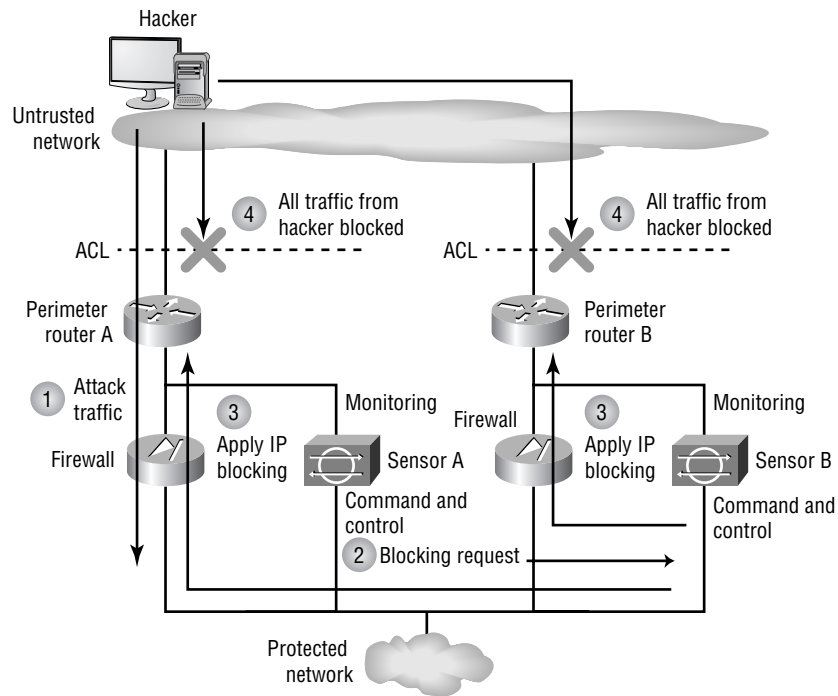 Hacker
Untrusted
network
4
All traffic from
hacker blocked
4
All traffic from
hacker blocked
ACL
ACL
Perimeter
router A
Perimeter
router B
1
Attack
traffic
3
Apply IP
blocking
Monitoring
Firewall
3
Apply IP
blocking
Monitoring
Firewall
Sensor A
Sensor B
Command and
control
Command and
control
2
Blocking request
Protected
network